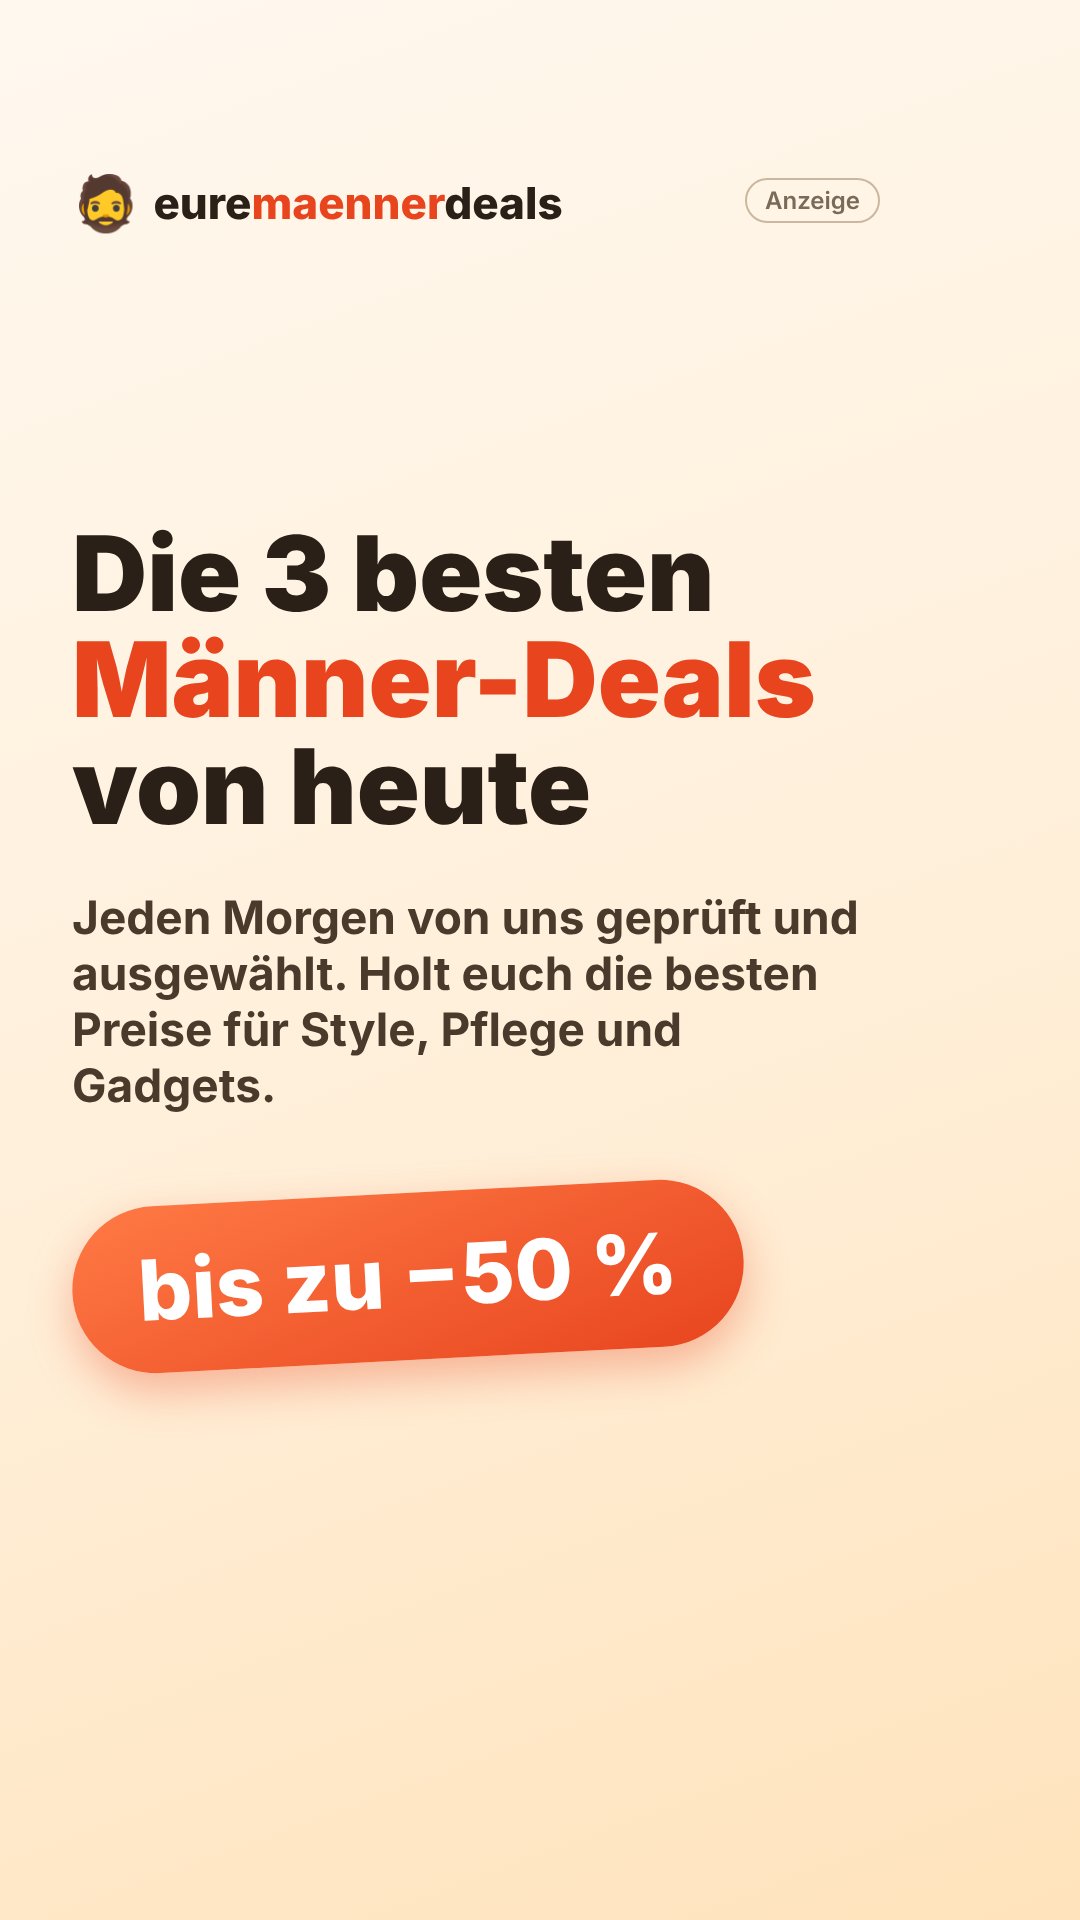 euremaennerdeals
Anzeige
Die 3 besten
Männer-Deals
von heute
Jeden Morgen von uns geprüft und
ausgewählt. Holt euch die besten
Preise für Style, Pflege und
Gadgets.
bis zu −50 %